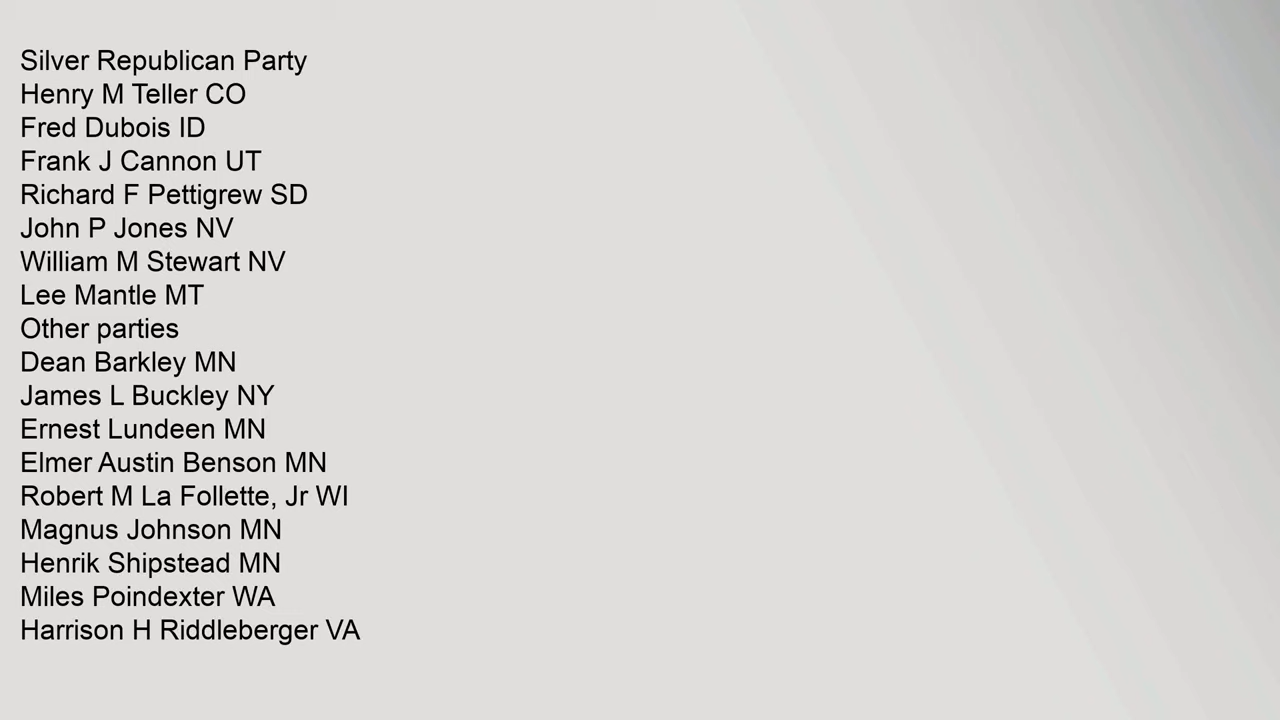 Silver Republican Party
Henry M Teller CO
Fred Dubois ID
Frank J Cannon UT
Richard F Pettigrew SD
John P Jones NV
William M Stewart NV
Lee Mantle MT
Other parties
Dean Barkley MN
James L Buckley NY
Ernest Lundeen MN
Elmer Austin Benson MN
Robert M La Follette, Jr WI
Magnus Johnson MN
Henrik Shipstead MN
Miles Poindexter WA
Harrison H Riddleberger VA